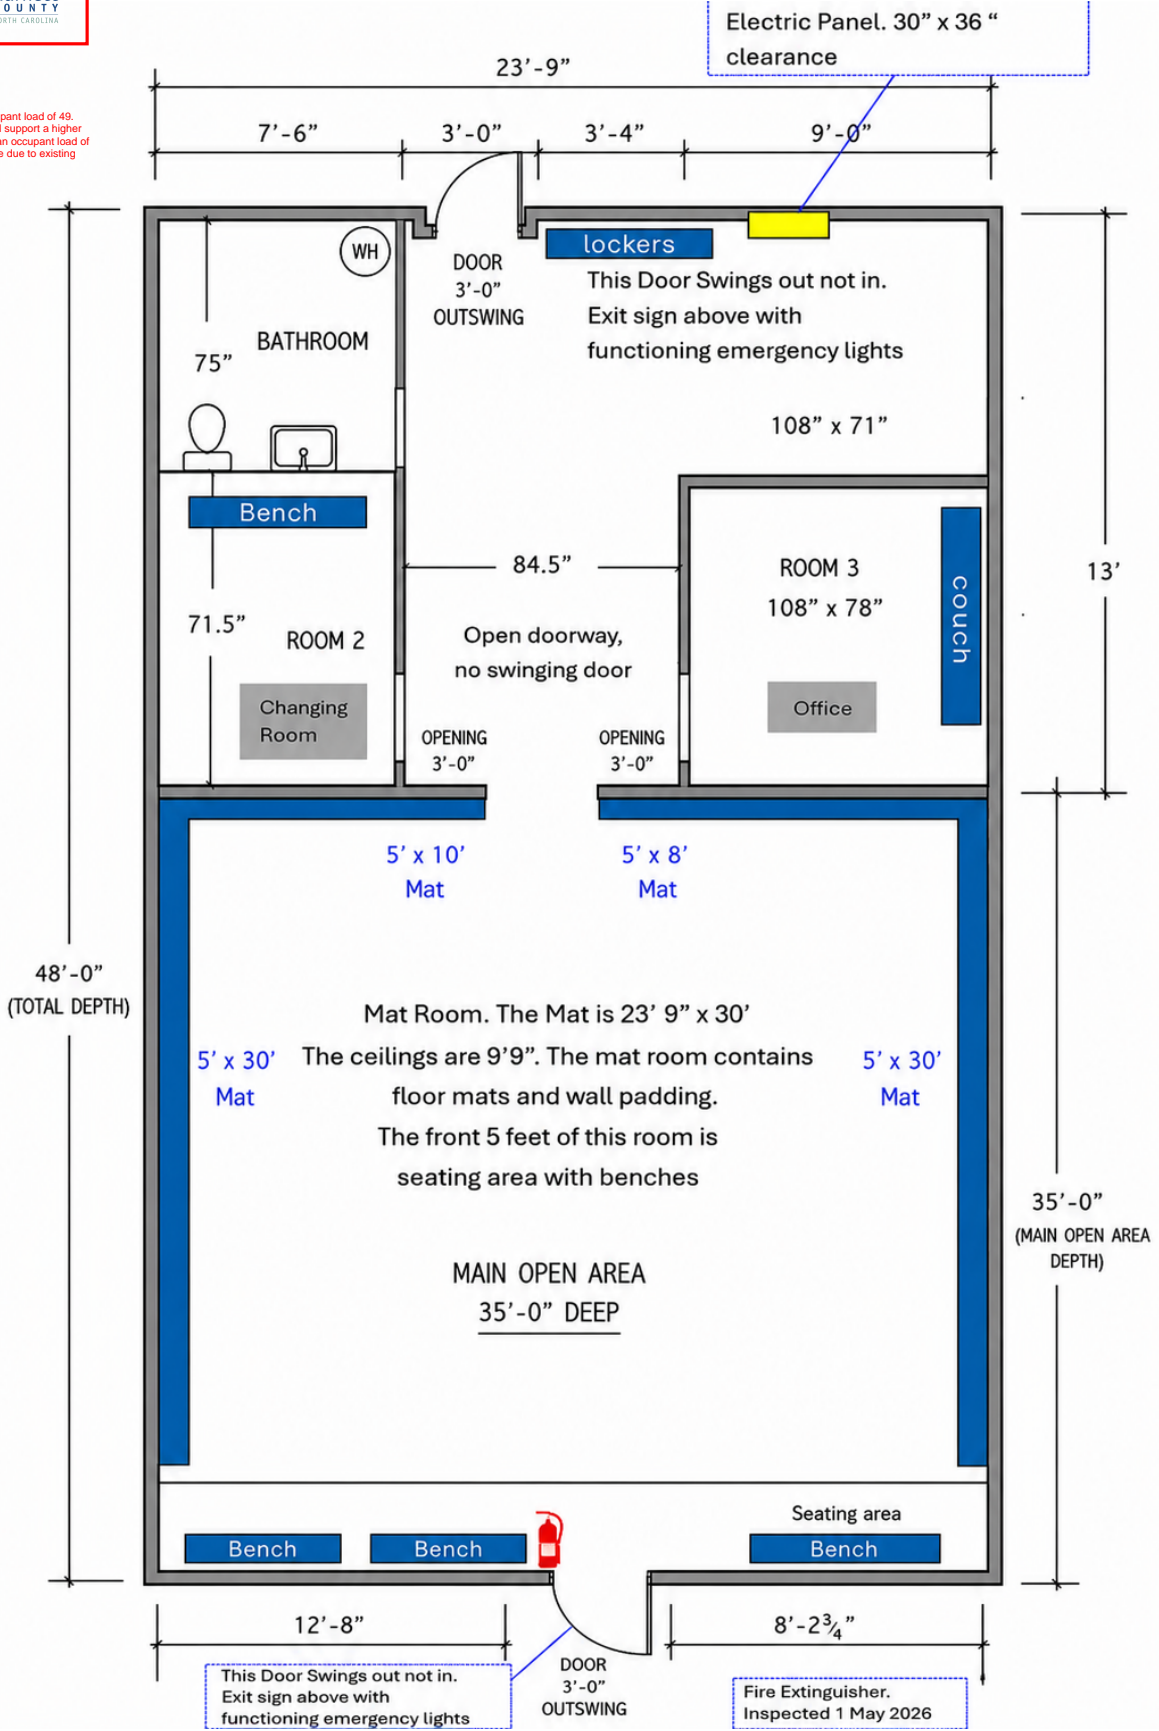 COUNTY
NORTH CAROLINA
Electric Panel. 30” x 36 “
clearance
pant load of 49.
support a higher
an occupant load of
e due to existing
23’-9”
7’-6”
3’-0”
3’-4”
9’-0”
WH
lockers
DOOR
3’-0”
OUTSWING
This Door Swings out not in.
Exit sign above with
functioning emergency lights
BATHROOM
75”
108” x 71”
Bench
84.5”
ROOM 3
108” x 78”
couch
13’
71.5”
ROOM 2
Open doorway,
no swinging door
Changing
Room
Office
OPENING
3’-0”
OPENING
3’-0”
5’ x 10’
Mat
5’ x 8’
Mat
48’-0”
(TOTAL DEPTH)
Mat Room. The Mat is 23’ 9” x 30’
The ceilings are 9’9”. The mat room contains
floor mats and wall padding.
The front 5 feet of this room is
seating area with benches
5’ x 30’
Mat
5’ x 30’
Mat
35’-0”
(MAIN OPEN AREA
DEPTH)
MAIN OPEN AREA
35’-0” DEEP
Seating area
Bench
Bench
Bench
12’-8”
8’-2¾”
This Door Swings out not in.
Exit sign above with
functioning emergency lights
DOOR
3’-0”
OUTSWING
Fire Extinguisher.
Inspected 1 May 2026